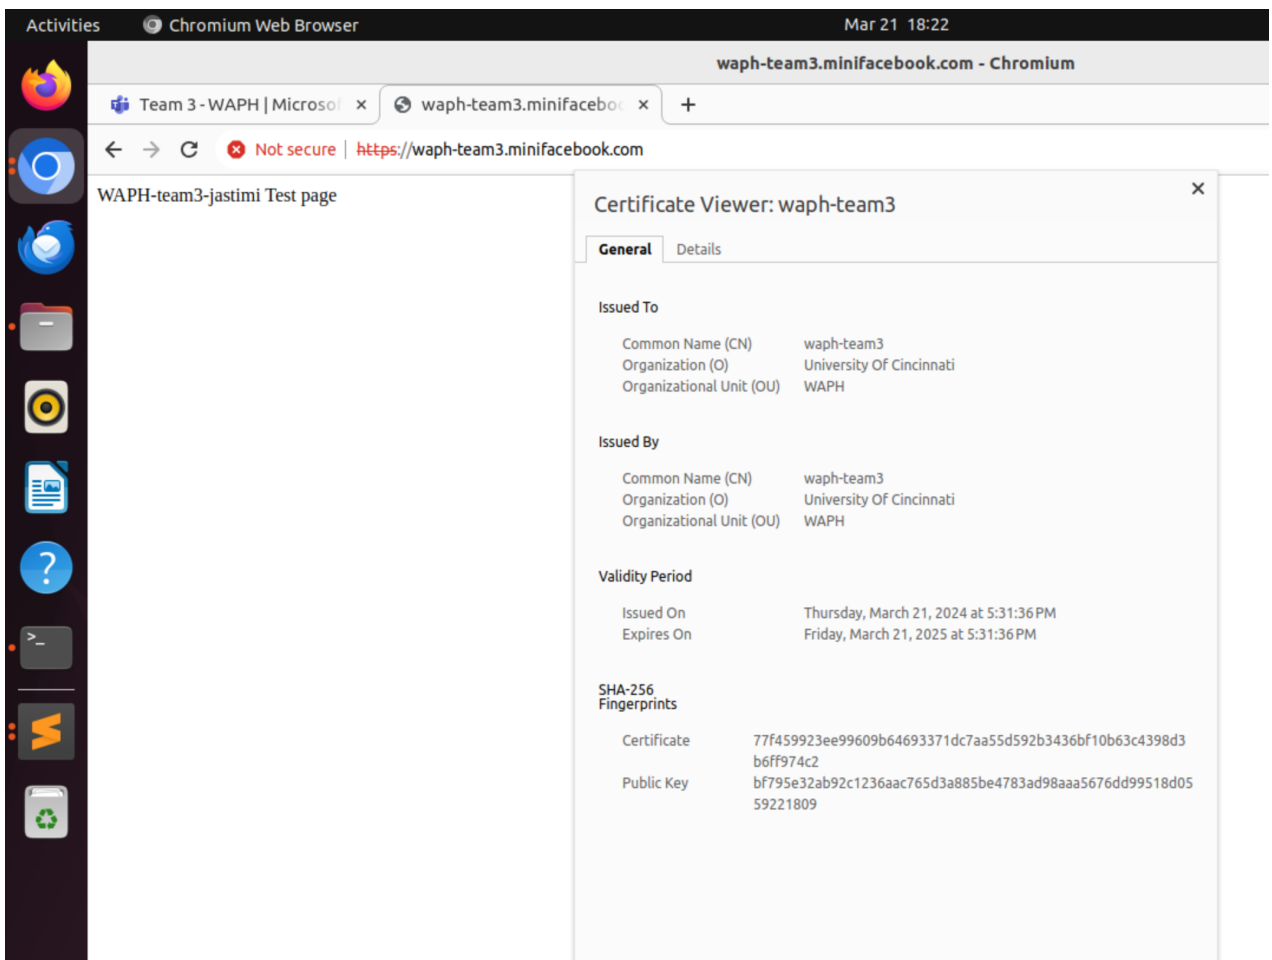 Activities Chromium Web Browser Mar 21 18:22
waph-team3.minifacebook.com - Chromium
Team 3 - WAPH | Microsof × waph-team3.minifaceboo × +
Not secure | https://waph-team3.minifacebook.com
WAPH-team3-jastimi Test page
Certificate Viewer: waph-team3
General Details
Issued To
Common Name (CN) waph-team3
Organization (O) University Of Cincinnati
Organizational Unit (OU) WAPH
Issued By
Common Name (CN) waph-team3
Organization (O) University Of Cincinnati
Organizational Unit (OU) WAPH
Validity Period
Issued On Thursday, March 21, 2024 at 5:31:36 PM
Expires On Friday, March 21, 2025 at 5:31:36 PM
SHA-256
Fingerprints
Certificate 77f459923ee99609b64693371dc7aa55d592b3436bf10b63c4398d3
b6ff974c2
Public Key bf795e32ab92c1236aac765d3a885be4783ad98aaa5676dd99518d05
59221809